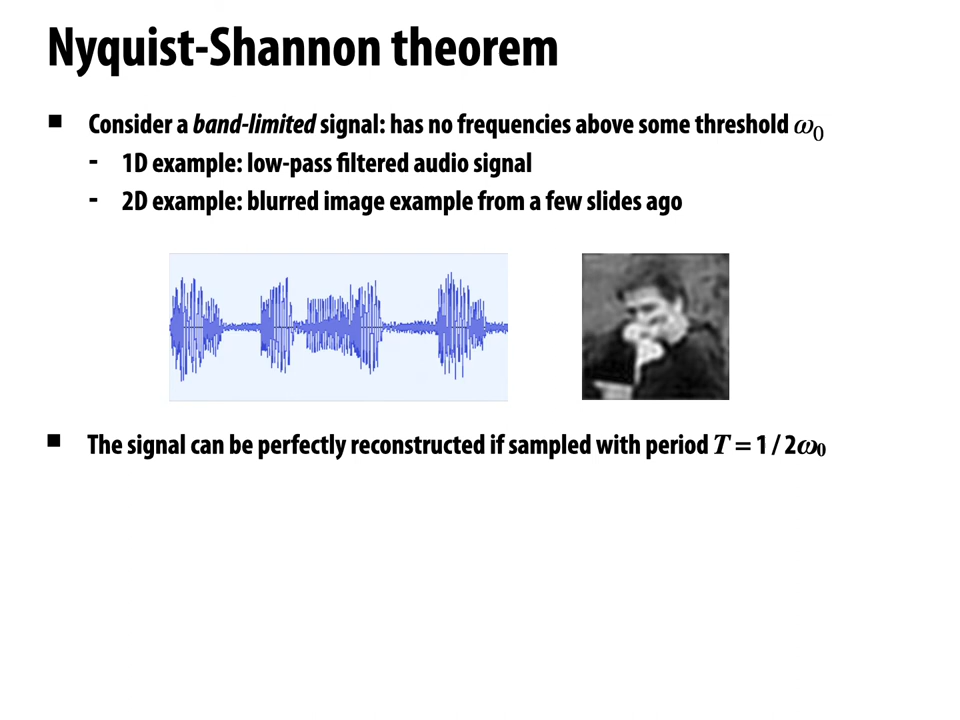 Nyquist-Shannon theorem
■ Consider a band-limited signal: has no frequencies above some threshold ω₀
- 1D example: low-pass filtered audio signal
- 2D example: blurred image example from a few slides ago
■ The signal can be perfectly reconstructed if sampled with period T = 1 / 2ω₀